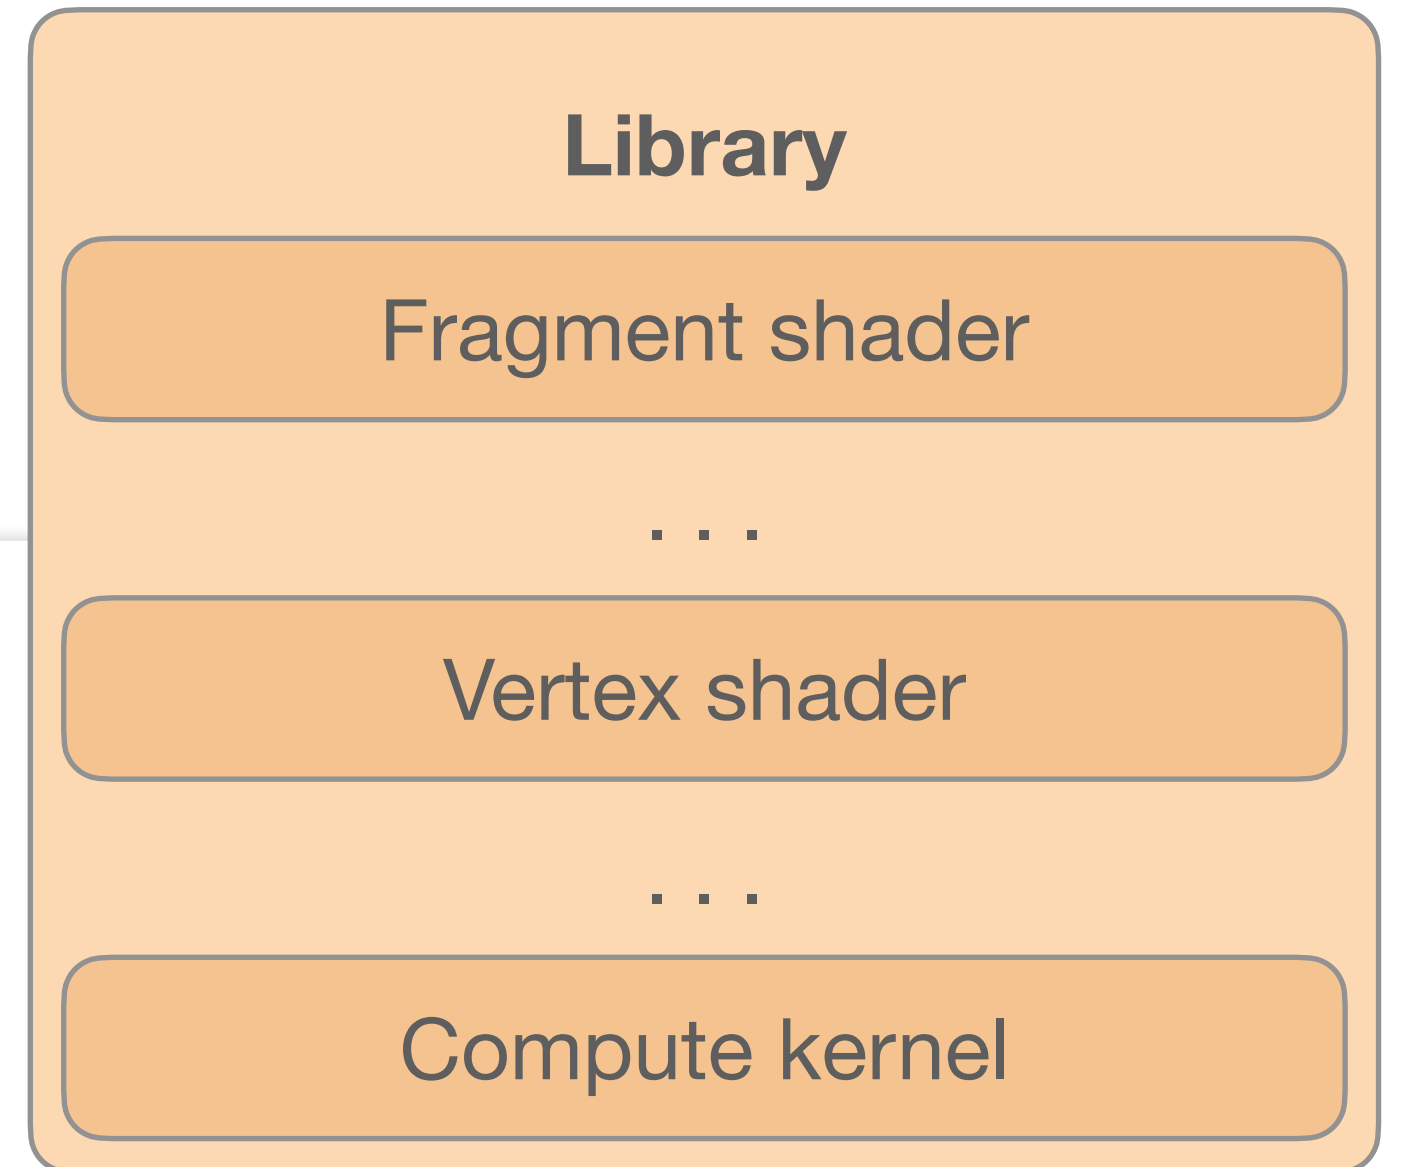 Library
Fragment shader
. . .
Vertex shader
. . .
Compute kernel